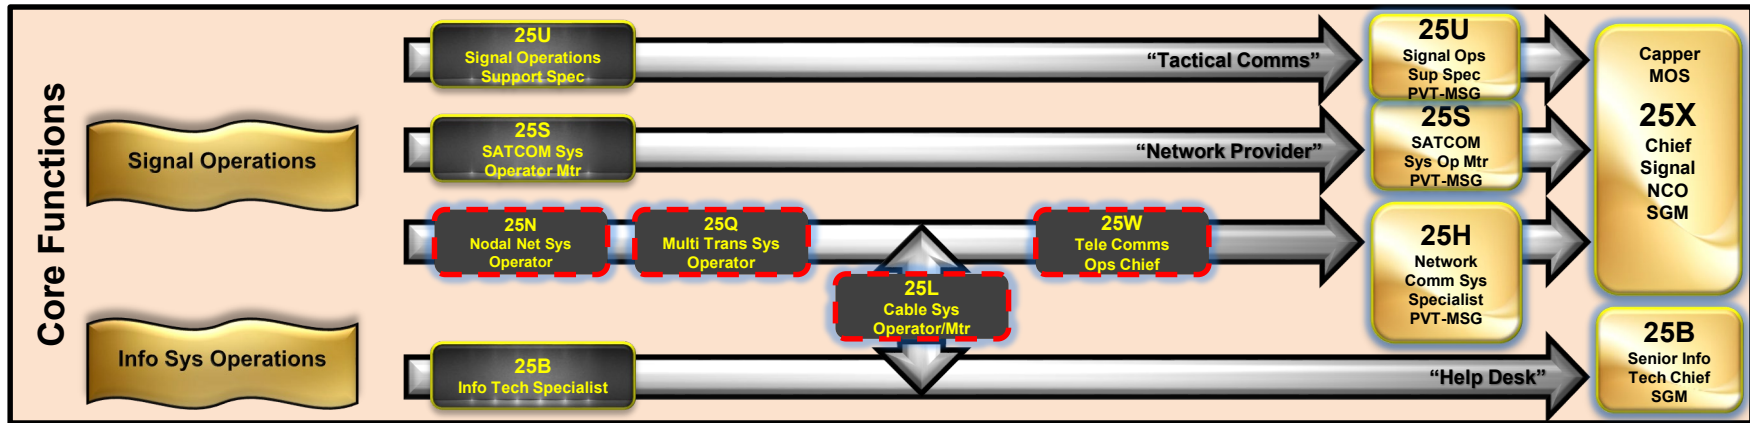 Core Functions
Signal Operations
Info Sys Operations
25U
Signal Operations
Support Spec
“Tactical Comms”
25U
Signal Ops
Sup Spec
PVT-MSG
25S
SATCOM Sys
Operator Mtr
“Network Provider”
25S
SATCOM
Sys Op Mtr
PVT-MSG
25N
Nodal Net Sys
Operator
25Q
Multi Trans Sys
Operator
25L
Cable Sys
Operator/Mtr
25W
Tele Comms
Ops Chief
25H
Network
Comm Sys
Specialist
PVT-MSG
Capper
MOS
25X
Chief
Signal
NCO
SGM
25B
Info Tech Specialist
“Help Desk”
25B
Senior Info
Tech Chief
SGM